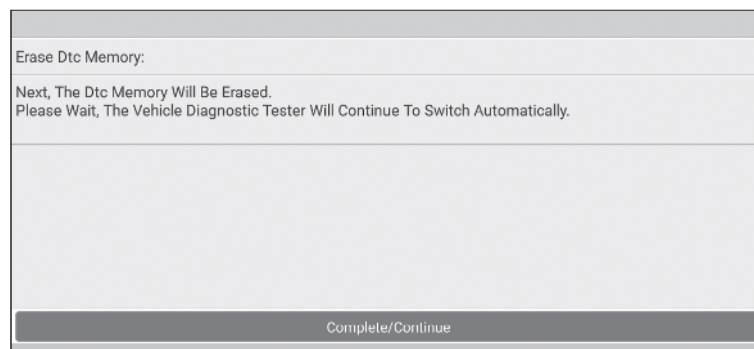 Erase Dtc Memory:
Next, The Dtc Memory Will Be Erased.
Please Wait, The Vehicle Diagnostic Tester Will Continue To Switch Automatically.
Complete/Continue